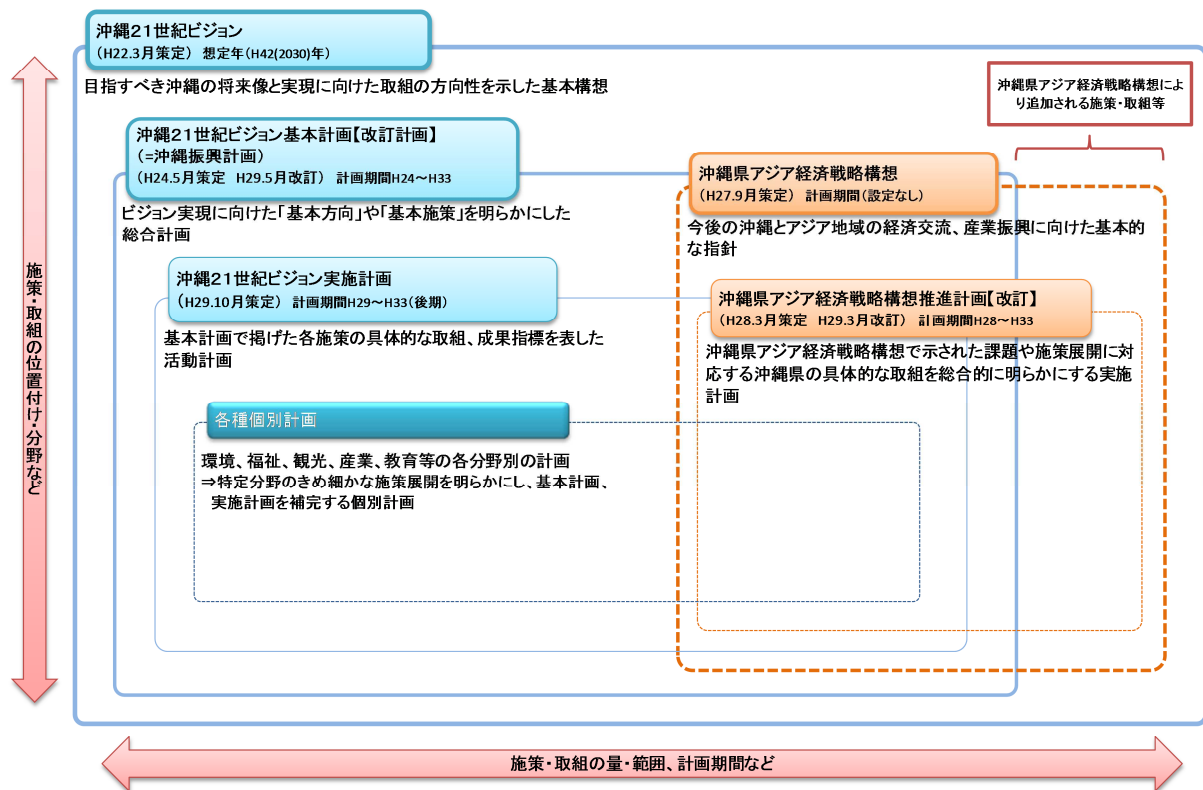 沖縄２１世紀ビジョン
（H22.3月策定） 想定年（H42(2030)年）
目指すべき沖縄の将来像と実現に向けた取組の方向性を示した基本構想
沖縄県アジア経済戦略構想によ
り追加される施策・取組等
沖縄２１世紀ビジョン基本計画【改訂計画】
（＝沖縄振興計画）
（H24.5月策定 H29.5月改訂） 計画期間H24～H33
ビジョン実現に向けた「基本方向」や「基本施策」を明らかにした
総合計画
沖縄県アジア経済戦略構想
（H27.9月策定） 計画期間（設定なし）
今後の沖縄とアジア地域の経済交流、産業振興に向けた基本的
な指針
沖縄２１世紀ビジョン実施計画
（H29.10月策定） 計画期間H29～H33（後期）
基本計画で掲げた各施策の具体的な取組、成果指標を表した
活動計画
沖縄県アジア経済戦略構想推進計画【改訂】
（H28.3月策定 H29.3月改訂） 計画期間H28～H33
沖縄県アジア経済戦略構想で示された課題や施策展開に対
応する沖縄県の具体的な取組を総合的に明らかにする実施
計画
各種個別計画
環境、福祉、観光、産業、教育等の各分野別の計画
⇒特定分野のきめ細かな施策展開を明らかにし、基本計画、
実施計画を補完する個別計画
施策・取組の位置付け・分野など
施策・取組の量・範囲、計画期間など